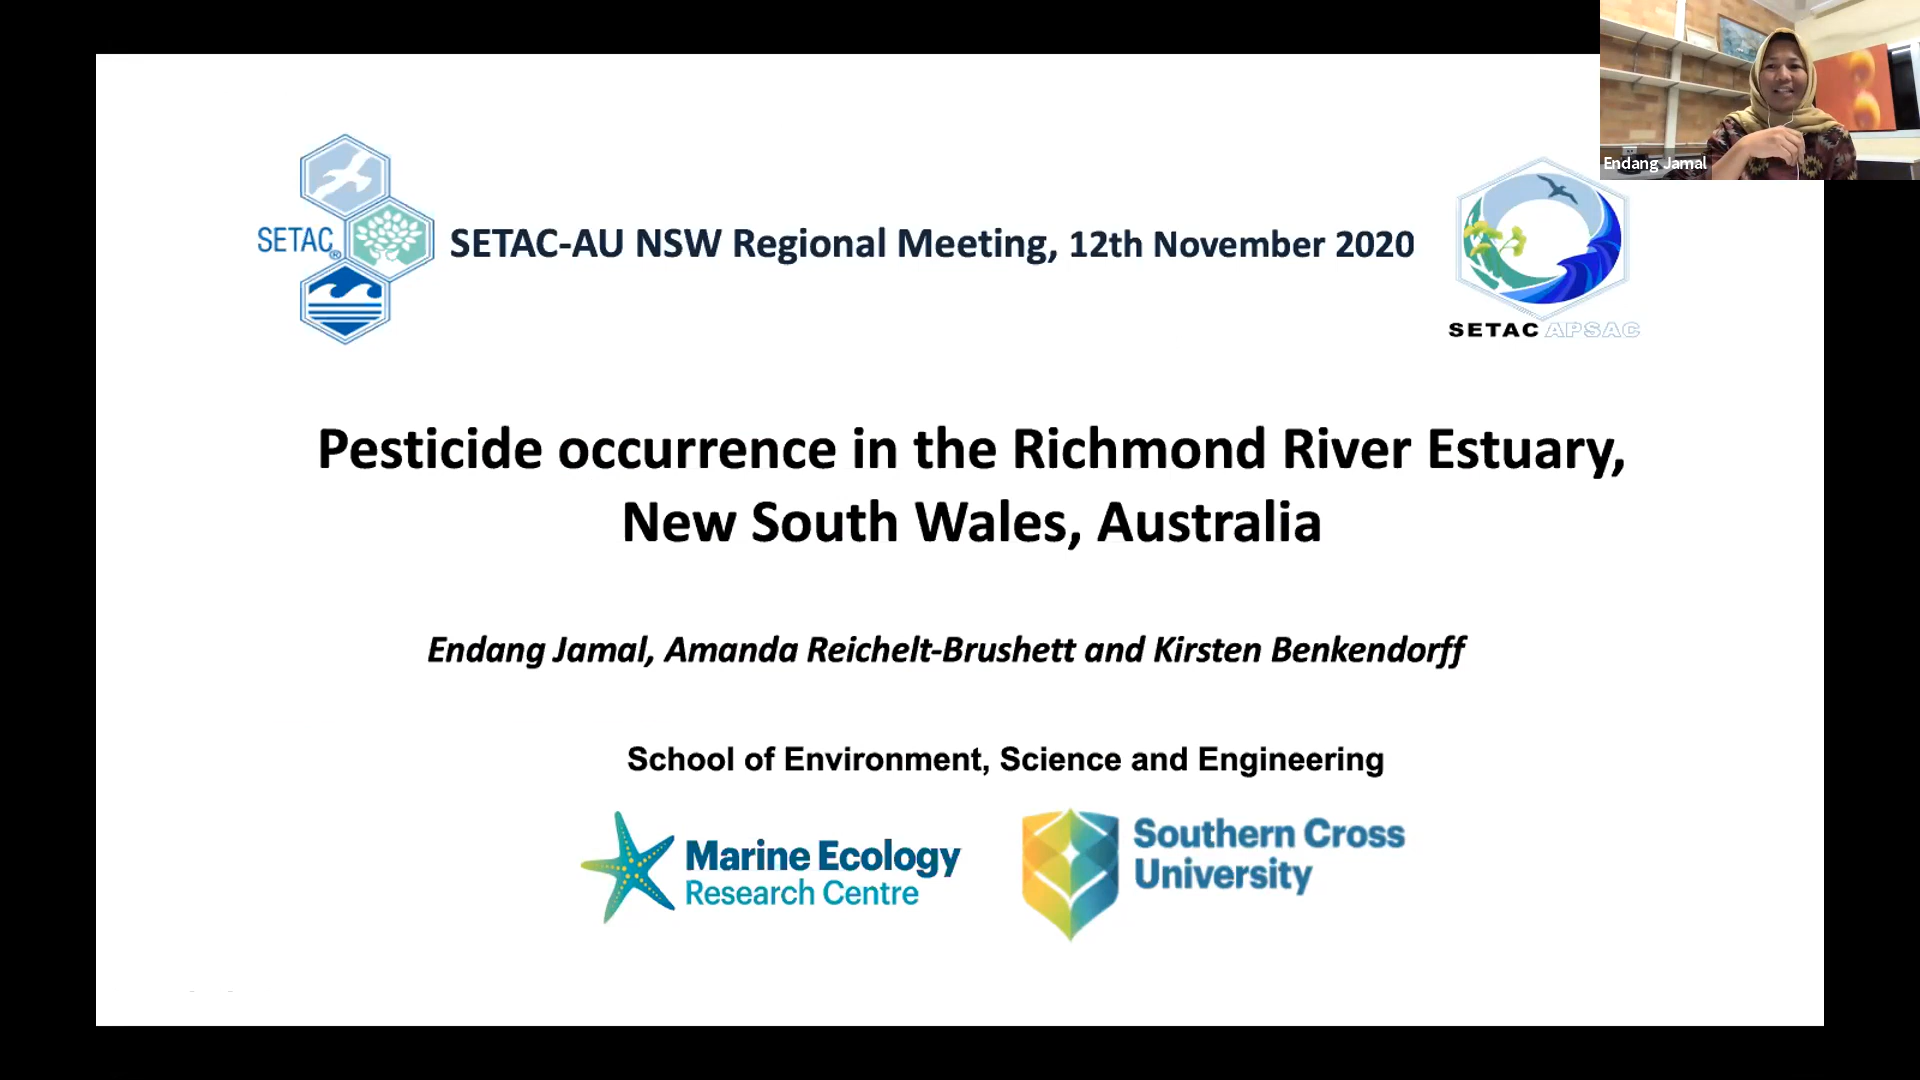 Endang Jamal
SETAC®
SETAC-AU NSW Regional Meeting, 12th November 2020
SETAC APSAC
Pesticide occurrence in the Richmond River Estuary,
New South Wales, Australia
Endang Jamal, Amanda Reichelt-Brushett and Kirsten Benkendorff
School of Environment, Science and Engineering
Marine Ecology
Research Centre
Southern Cross
University